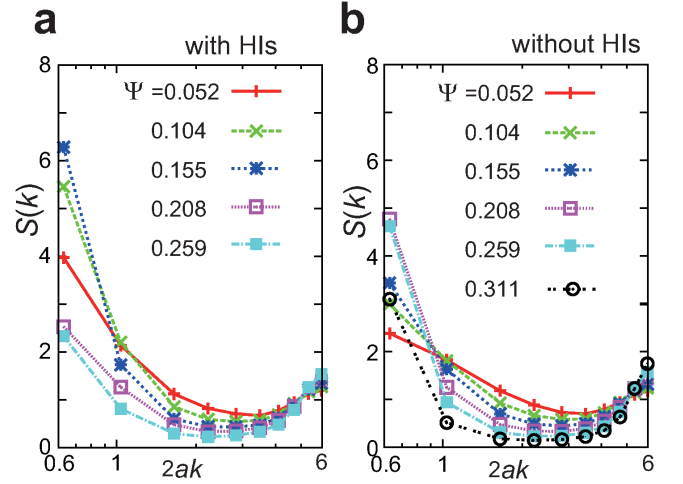 a
with HIs
8
6
4
2
0
S(k)
Ψ =0.052
0.104
0.155
0.208
0.259
0.6
1
2ak
6
b
without HIs
8
6
4
2
0
S(k)
Ψ =0.052
0.104
0.155
0.208
0.259
0.311
0.6
1
2ak
6